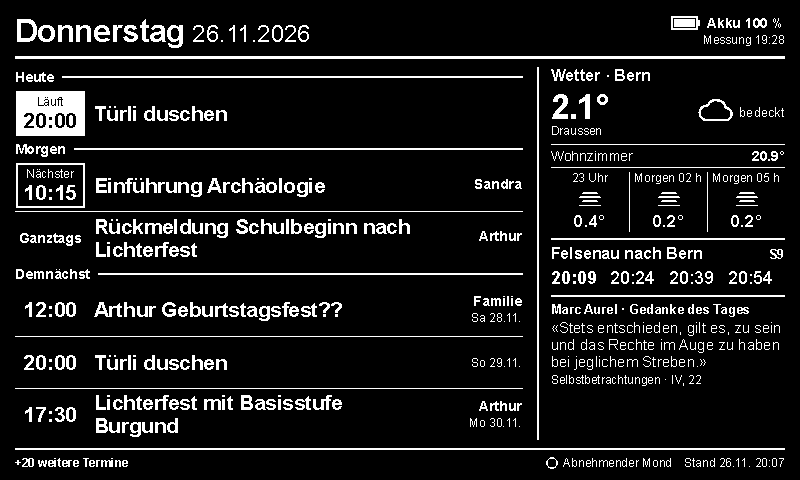 Donnerstag 26.11.2026
Akku 100 %
Messung 19:28
Heute
Läuft
20:00
Türli duschen
Morgen
Nächster
10:15
Einführung Archäologie
Sandra
Ganztags
Rückmeldung Schulbeginn nach
Lichterfest
Arthur
Demnächst
12:00
Arthur Geburtstagsfest??
Familie
Sa 28.11.
20:00
Türli duschen
So 29.11.
17:30
Lichterfest mit Basisstufe
Burgund
Arthur
Mo 30.11.
+20 weitere Termine
Wetter · Bern
2.1°
Draussen
bedeckt
Wohnzimmer 20.9°
23 Uhr Morgen 02 h Morgen 05 h
0.4° 0.2° 0.2°
Felsenau nach Bern S9
20:09 20:24 20:39 20:54
Marc Aurel · Gedanke des Tages
«Stets entschieden, gilt es, zu sein
und das Rechte im Auge zu haben
bei jeglichem Streben.»
Selbstbetrachtungen · IV, 22
Abnehmender Mond Stand 26.11. 20:07